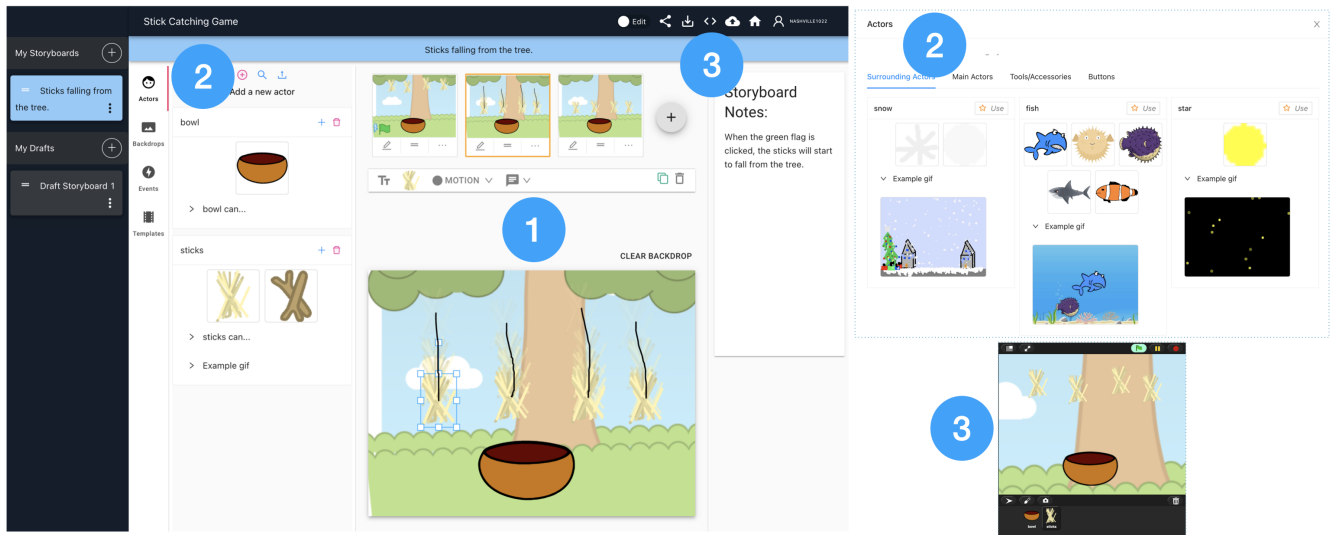 Stick Catching Game
Edit
NASHVILLE1022
My Storyboards
Sticks falling from
the tree.
My Drafts
Draft Storyboard 1
Sticks falling from the tree.
Actors
Backdrops
Events
Templates
2
Add a new actor
bowl
bowl can...
sticks
sticks can...
Example gif
Tт
MOTION
1
CLEAR BACKDROP
3
Storyboard
Notes:
When the green flag is
clicked, the sticks will start
to fall from the tree.
Actors
X
2
Surrounding Actors
Main Actors
Tools/Accessories
Buttons
snow
Use
Example gif
fish
Use
Example gif
star
Use
Example gif
3
bowl
sticks